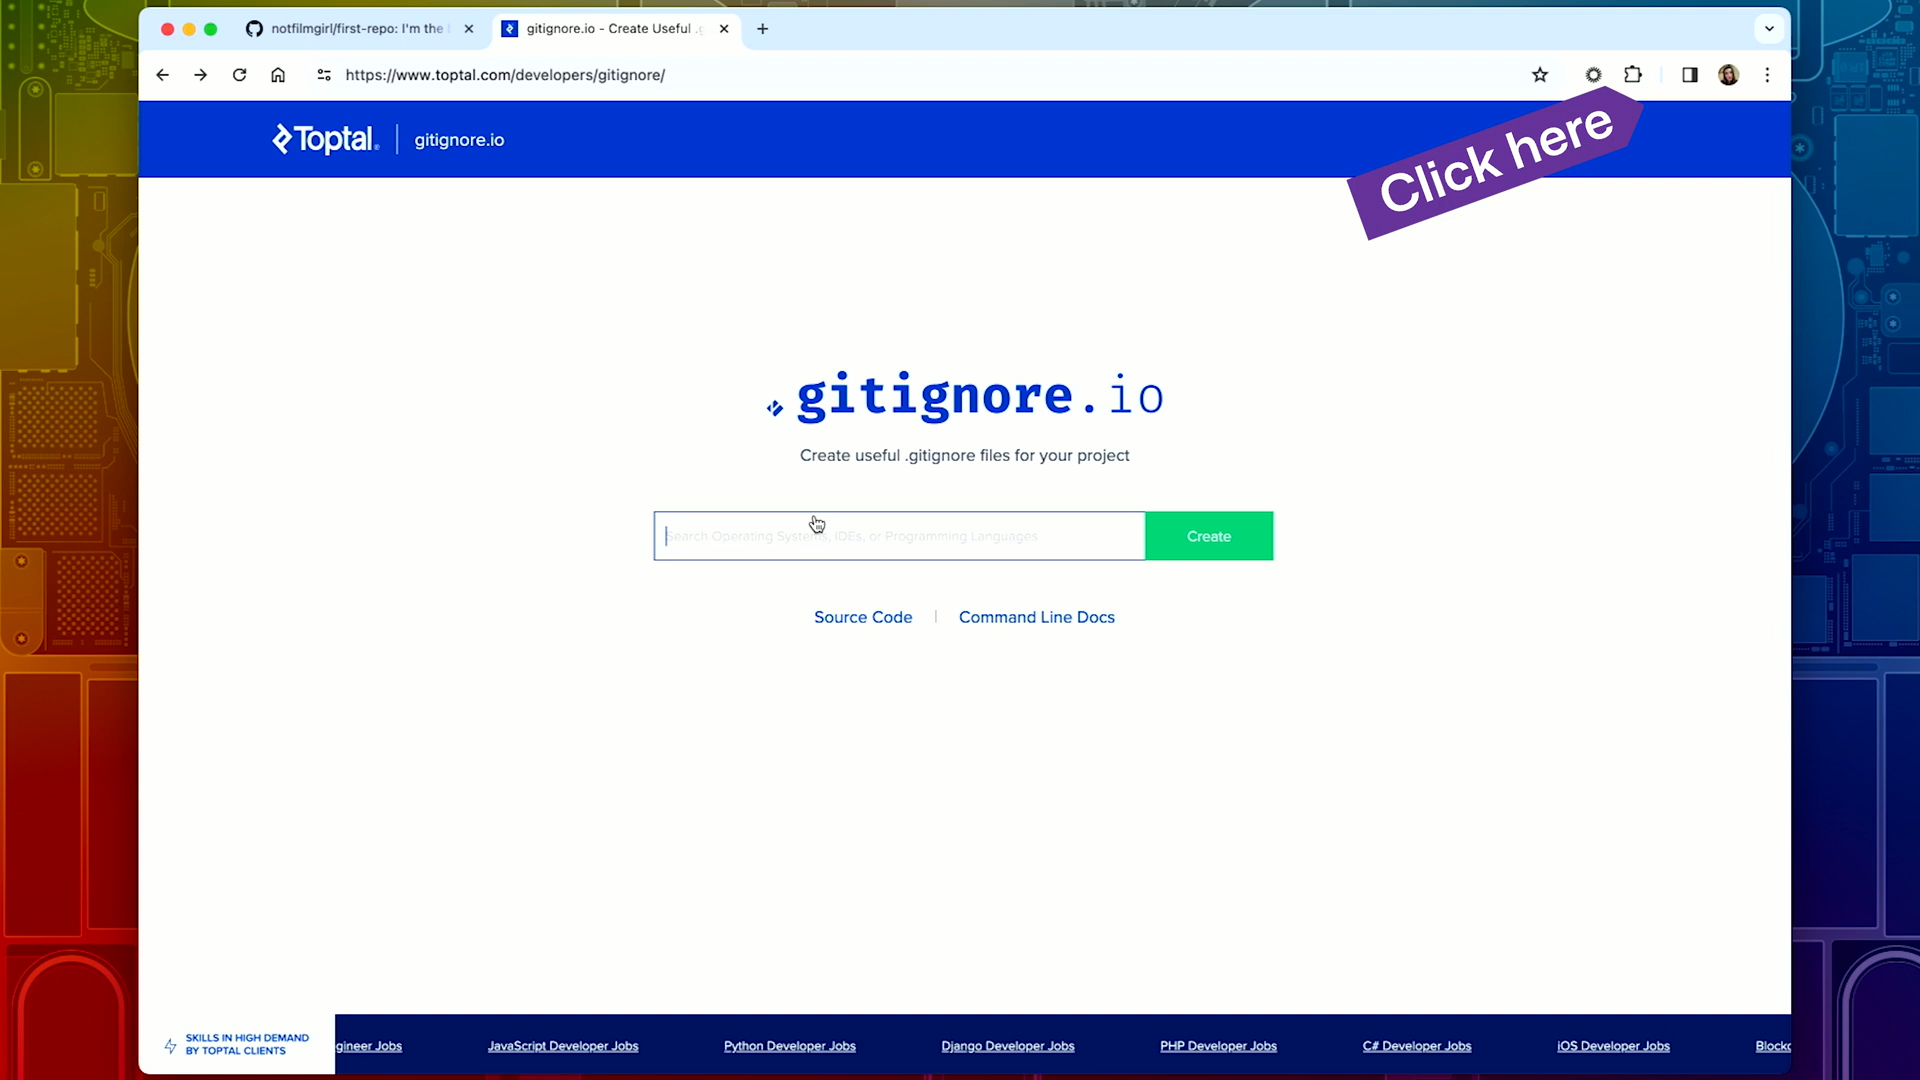 notfilmgirl/first-repo: I'm the
gitignore.io - Create Useful .g
https://www.toptal.com/developers/gitignore/
Toptal
gitignore.io
Click here
.gitignore.io
Create useful .gitignore files for your project
Search Operating Systems, IDEs, or Programming Languages
Create
Source Code
Command Line Docs
SKILLS IN HIGH DEMAND
BY TOPTAL CLIENTS
gineer Jobs
JavaScript Developer Jobs
Python Developer Jobs
Django Developer Jobs
PHP Developer Jobs
C# Developer Jobs
iOS Developer Jobs
Blockc